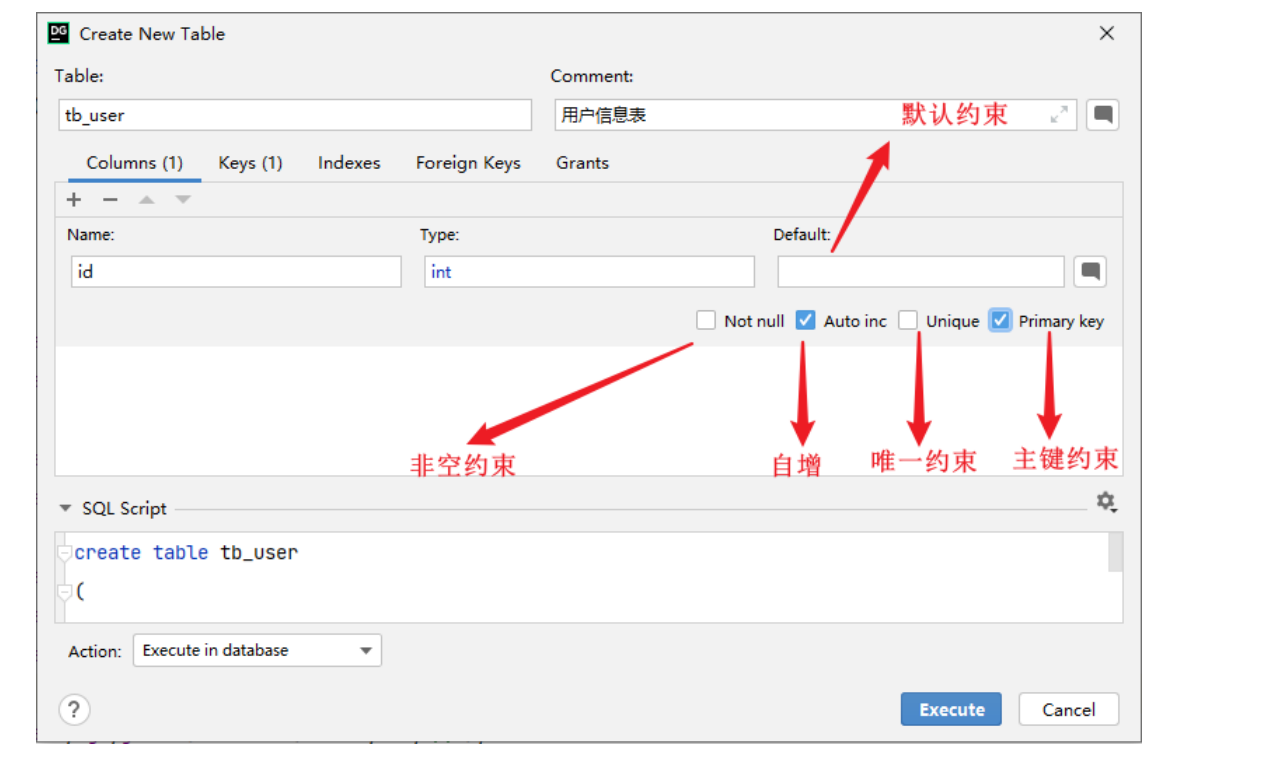 DG Create New Table
Table: Comment:
tb_user 用户信息表 默认约束
Columns (1) Keys (1) Indexes Foreign Keys Grants
Name: Type: Default:
id int
Not null Auto inc Unique Primary key
非空约束 自增 唯一约束 主键约束
SQL Script
create table tb_user
(
Action: Execute in database
? Execute Cancel